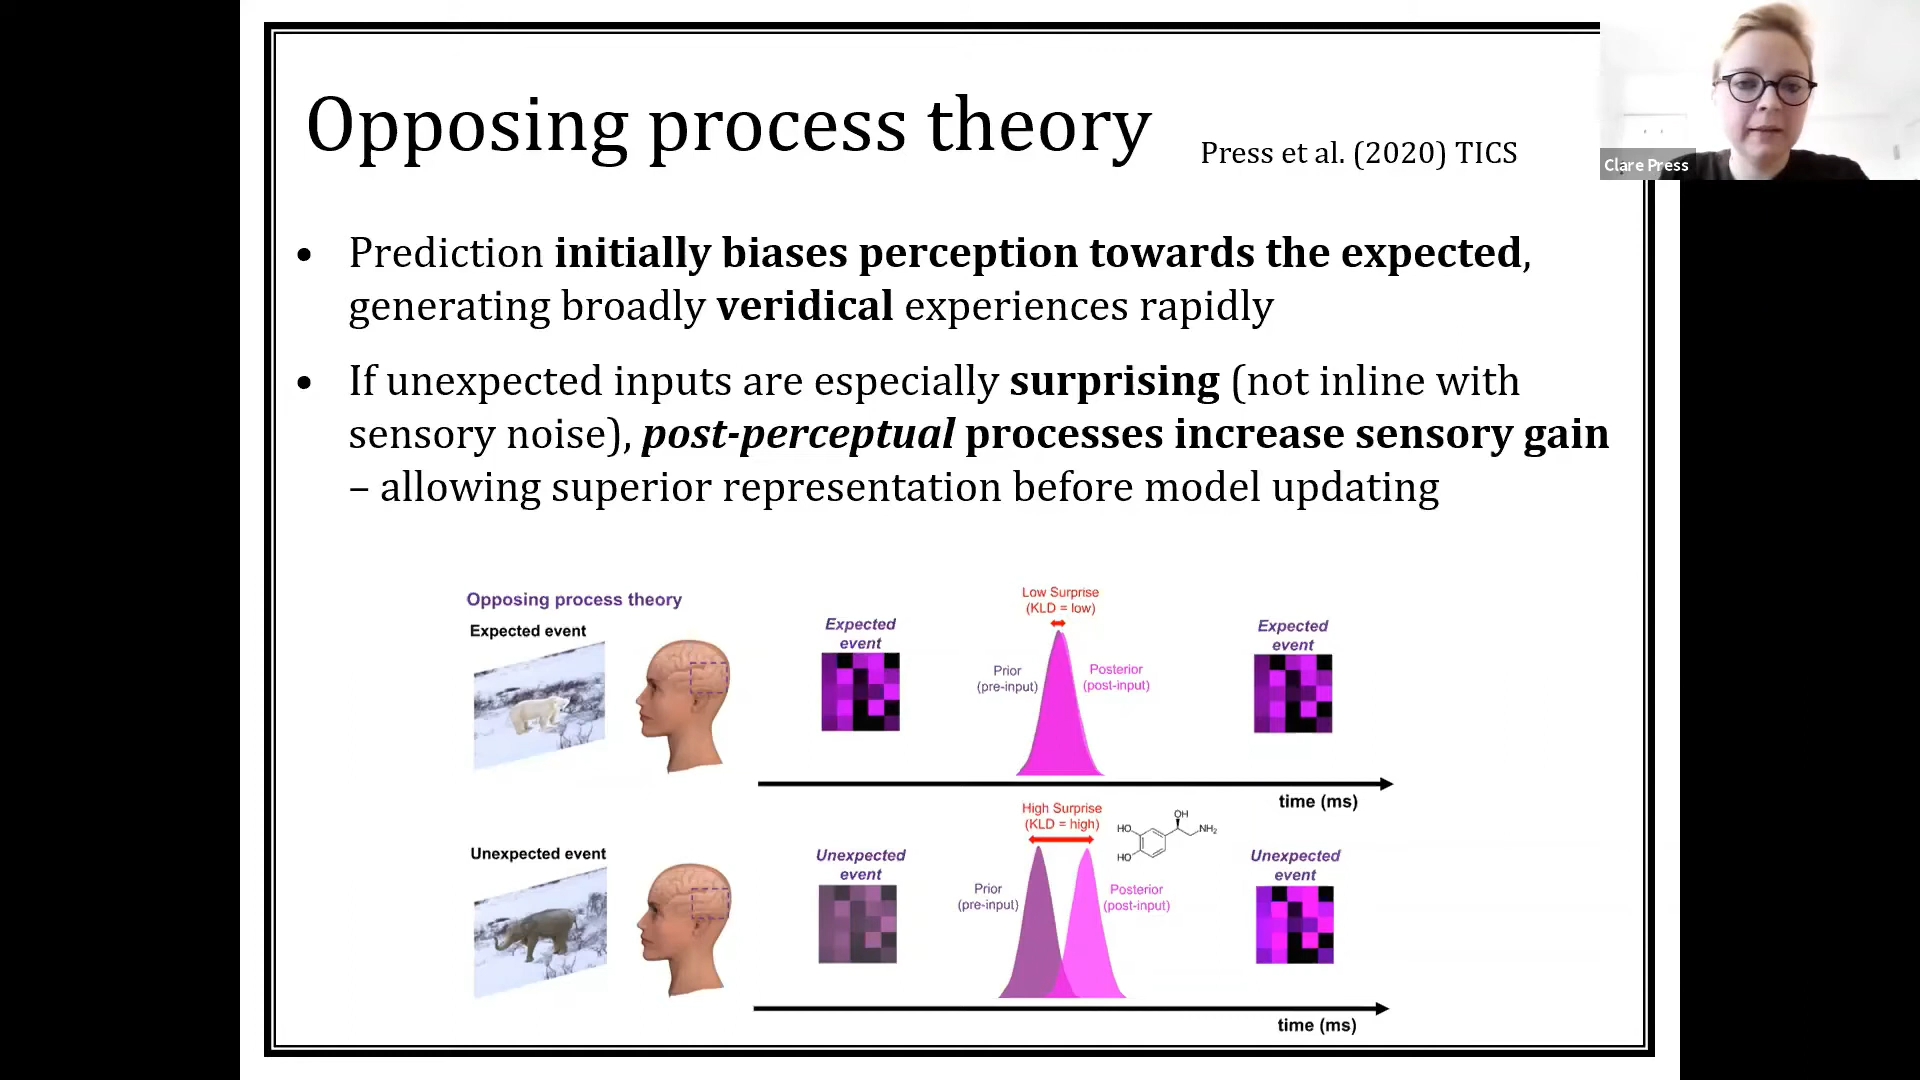 Opposing process theory
Press et al. (2020) TICS
Clare Press
• Prediction initially biases perception towards the expected,
generating broadly veridical experiences rapidly
• If unexpected inputs are especially surprising (not inline with
sensory noise), post-perceptual processes increase sensory gain
– allowing superior representation before model updating
Opposing process theory
Expected event
Expected
event
Low Surprise
(KLD = low)
Prior
(pre-input)
Posterior
(post-input)
Expected
event
time (ms)
Unexpected event
Unexpected
event
High Surprise
(KLD = high)
OH
HO
NH2
HO
Prior
(pre-input)
Posterior
(post-input)
Unexpected
event
time (ms)